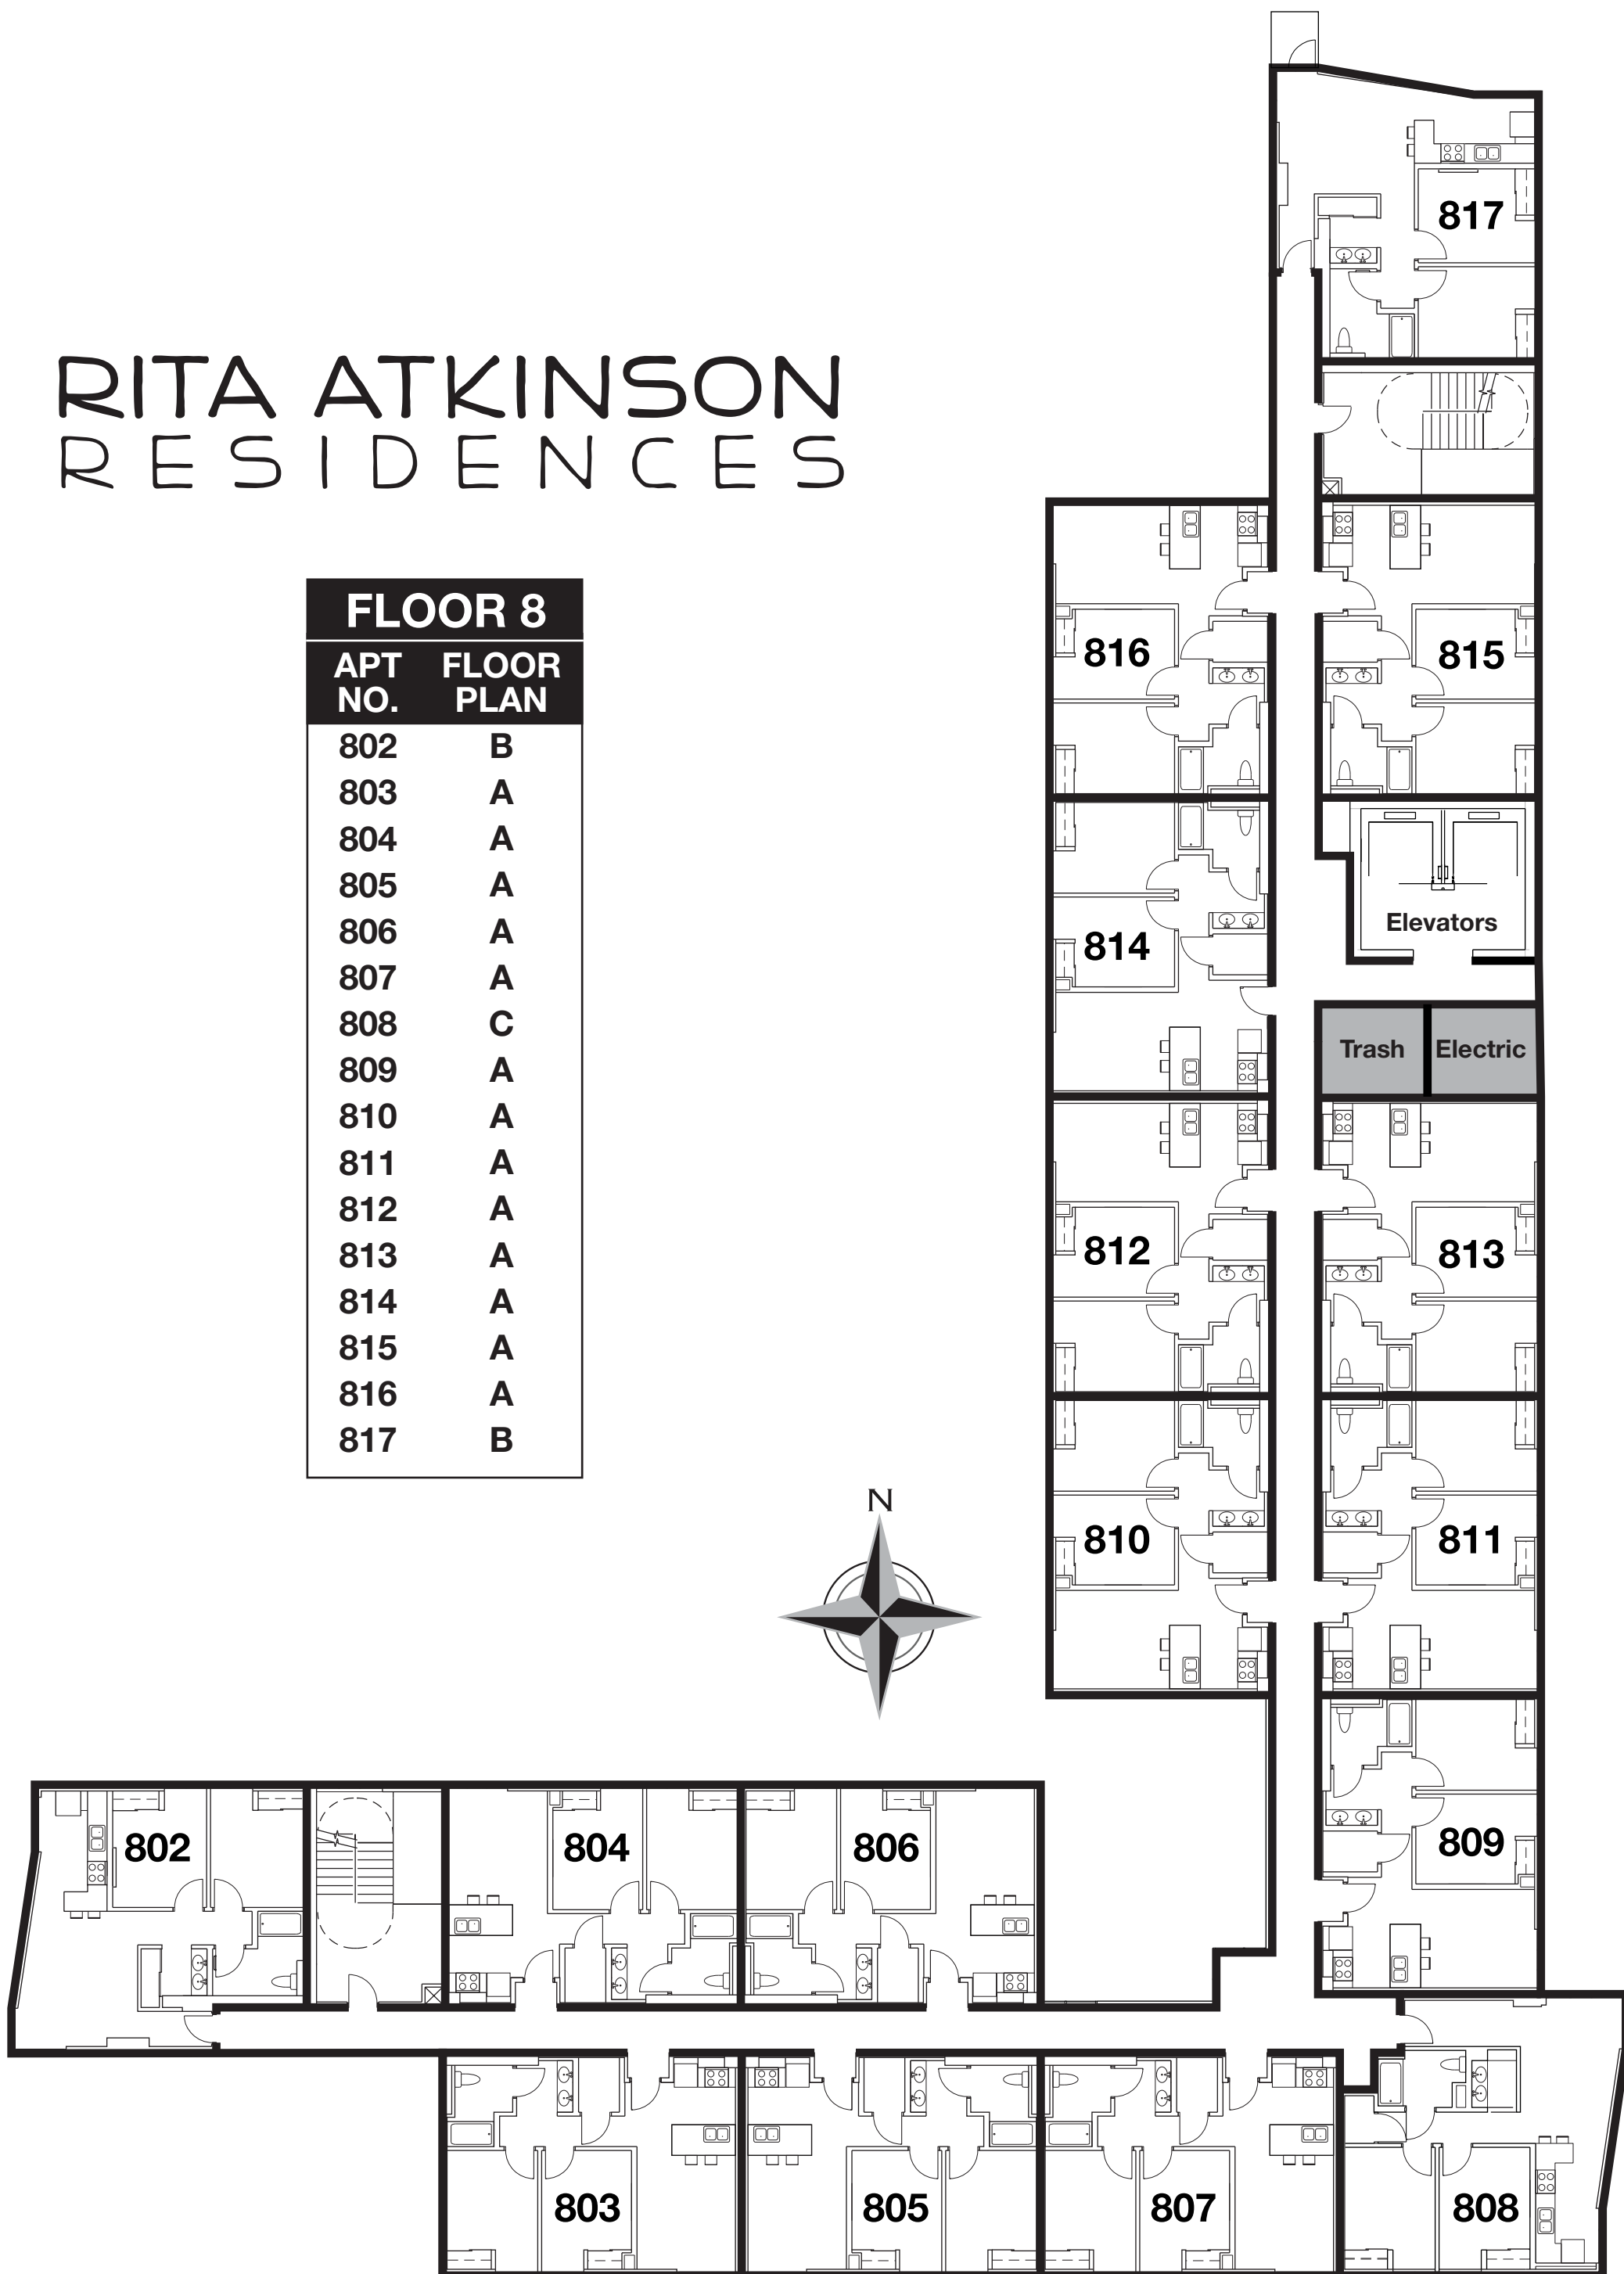 RITA ATKINSON
RESIDENCES
FLOOR 8
APT NO. FLOOR PLAN
802 B
803 A
804 A
805 A
806 A
807 A
808 C
809 A
810 A
811 A
812 A
813 A
814 A
815 A
816 A
817 B
N
817
816
815
Elevators
814
Trash Electric
812
813
810
811
809
802
804
806
803
805
807
808